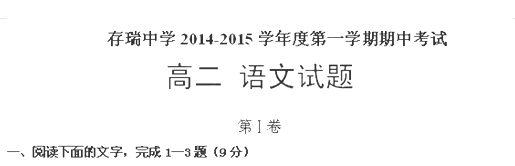 存瑞中学 2014-2015 学年度第一学期期中考试
高二 语文试题
第Ⅰ卷
一、阅读下面的文字，完成 1—3 题（9 分）